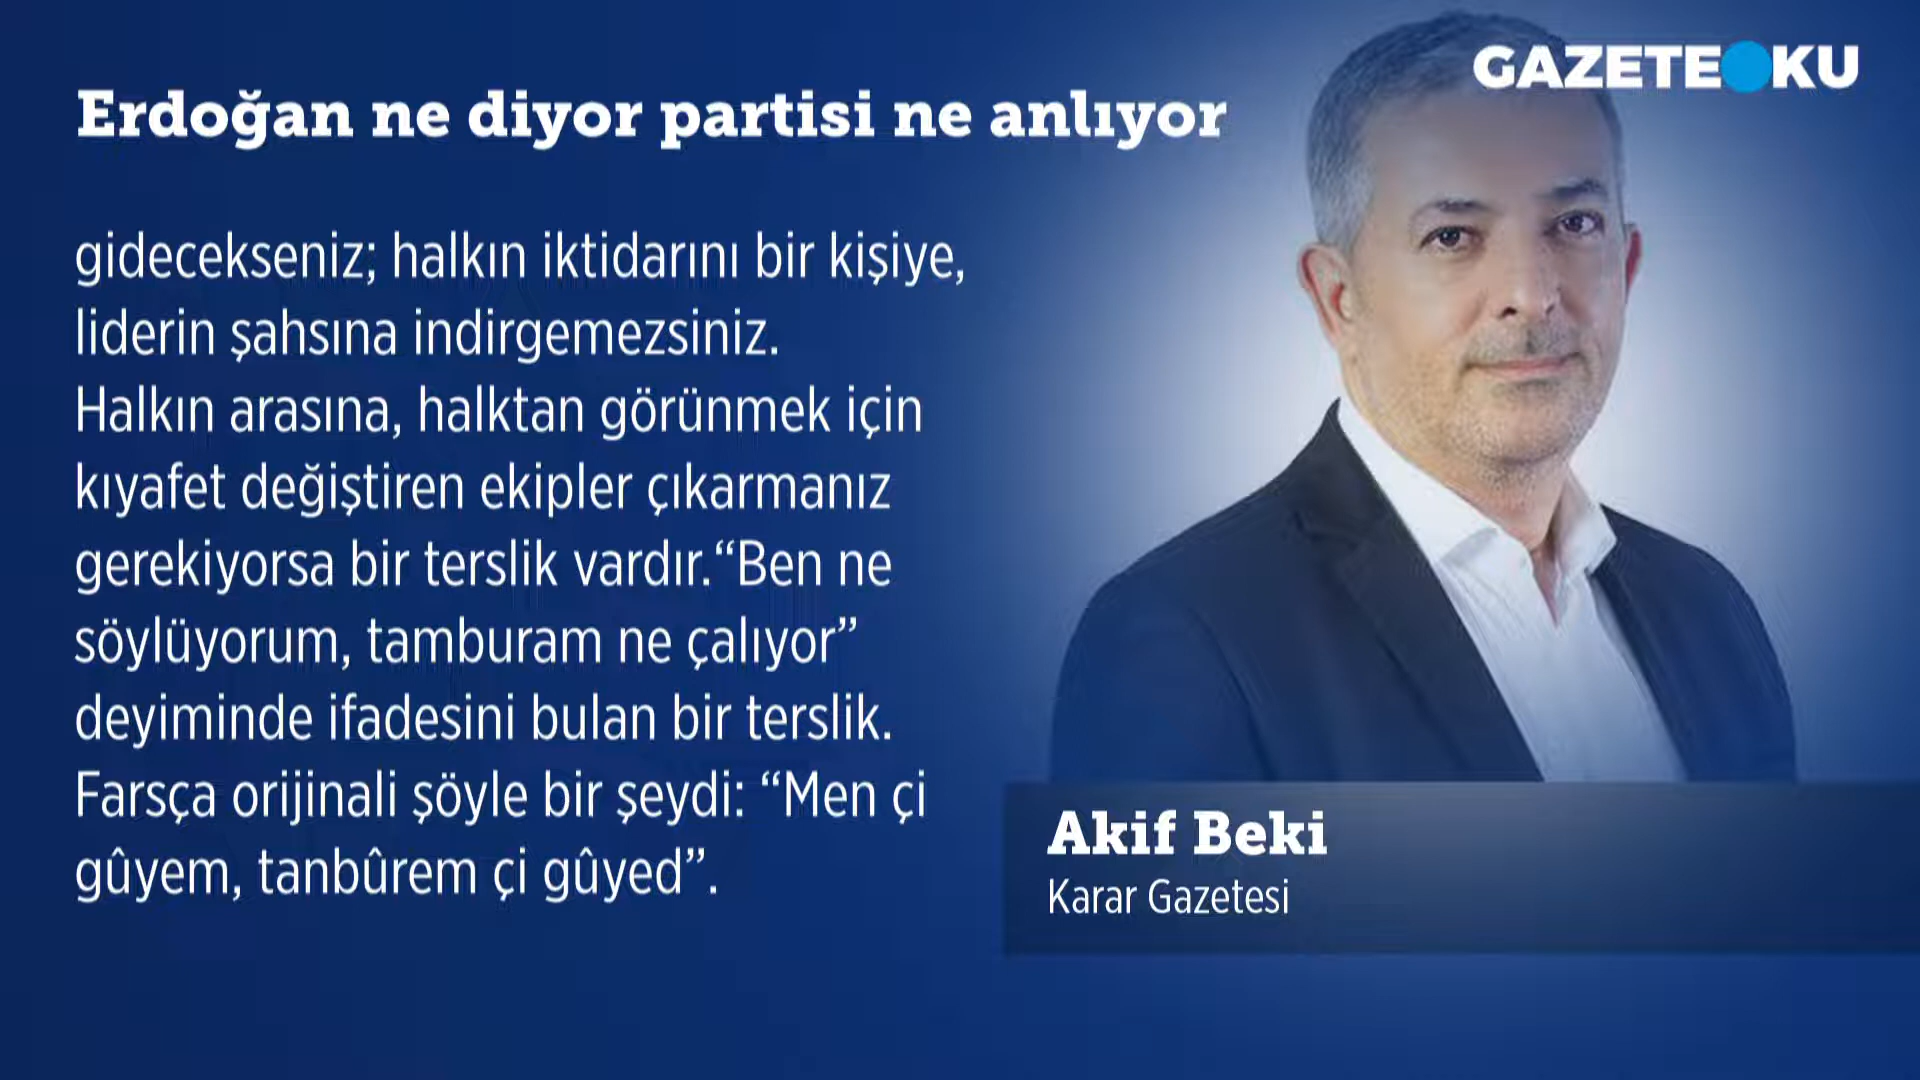 GAZETEOKU
Erdoğan ne diyor partisi ne anlıyor
gidecekseniz; halkın iktidarını bir kişiye,
liderin şahsına indirgemezsiniz.
Halkın arasına, halktan görünmek için
kıyafet değiştiren ekipler çıkarmanız
gerekiyorsa bir terslik vardır.“Ben ne
söylüyorum, tamburam ne çalıyor”
deyiminde ifadesini bulan bir terslik.
Farsça orijinali şöyle bir şeydi: “Men çi
gûyem, tanbûrem çi gûyed”.
Akif Beki
Karar Gazetesi